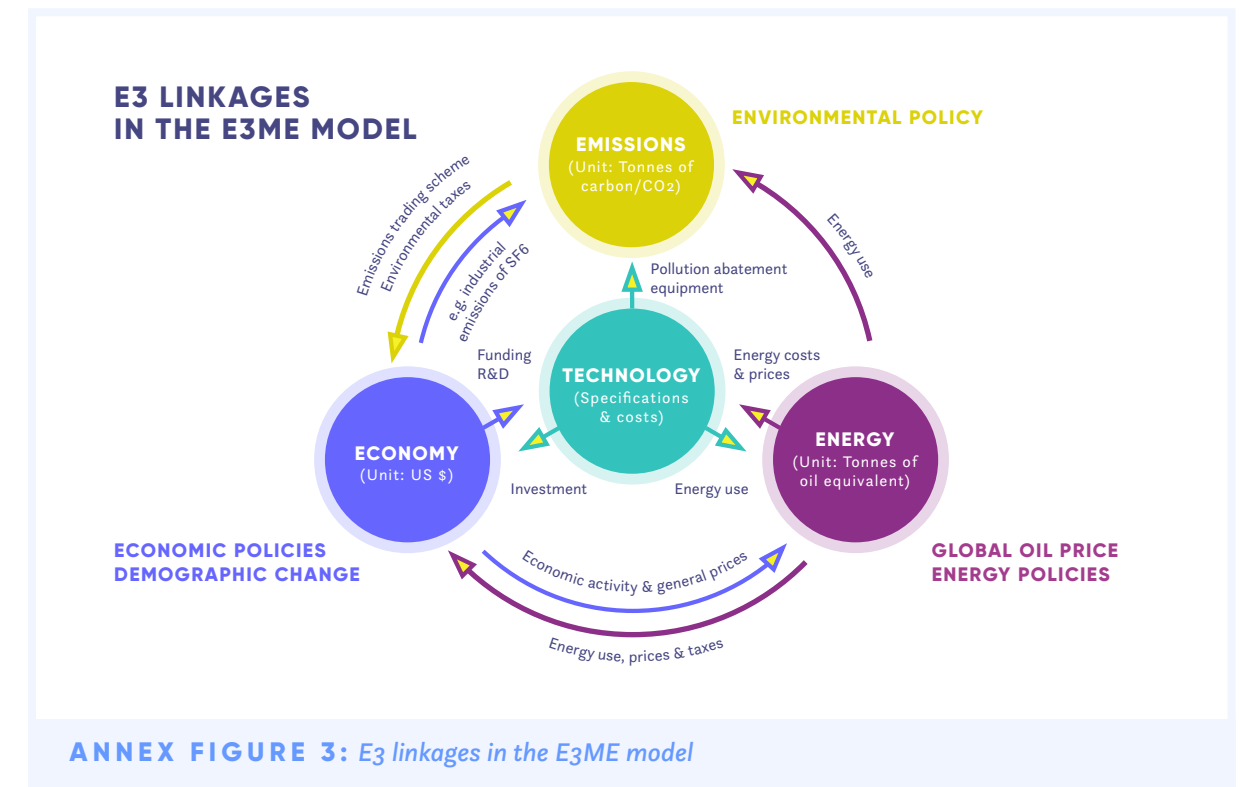 E3 LINKAGES
IN THE E3ME MODEL
EMISSIONS
(Unit: Tonnes of
carbon/CO2)
ENVIRONMENTAL POLICY
Emissions trading scheme
Environmental taxes
e.g. industrial
emissions of SF6
Energy use
Pollution abatement
equipment
Funding
R&D
Energy costs
& prices
TECHNOLOGY
(Specifications
& costs)
ECONOMY
(Unit: US $)
ENERGY
(Unit: Tonnes of
oil equivalent)
Investment
Energy use
ECONOMIC POLICIES
DEMOGRAPHIC CHANGE
GLOBAL OIL PRICE
ENERGY POLICIES
Economic activity & general prices
Energy use, prices & taxes
ANNEX FIGURE 3: E3 linkages in the E3ME model